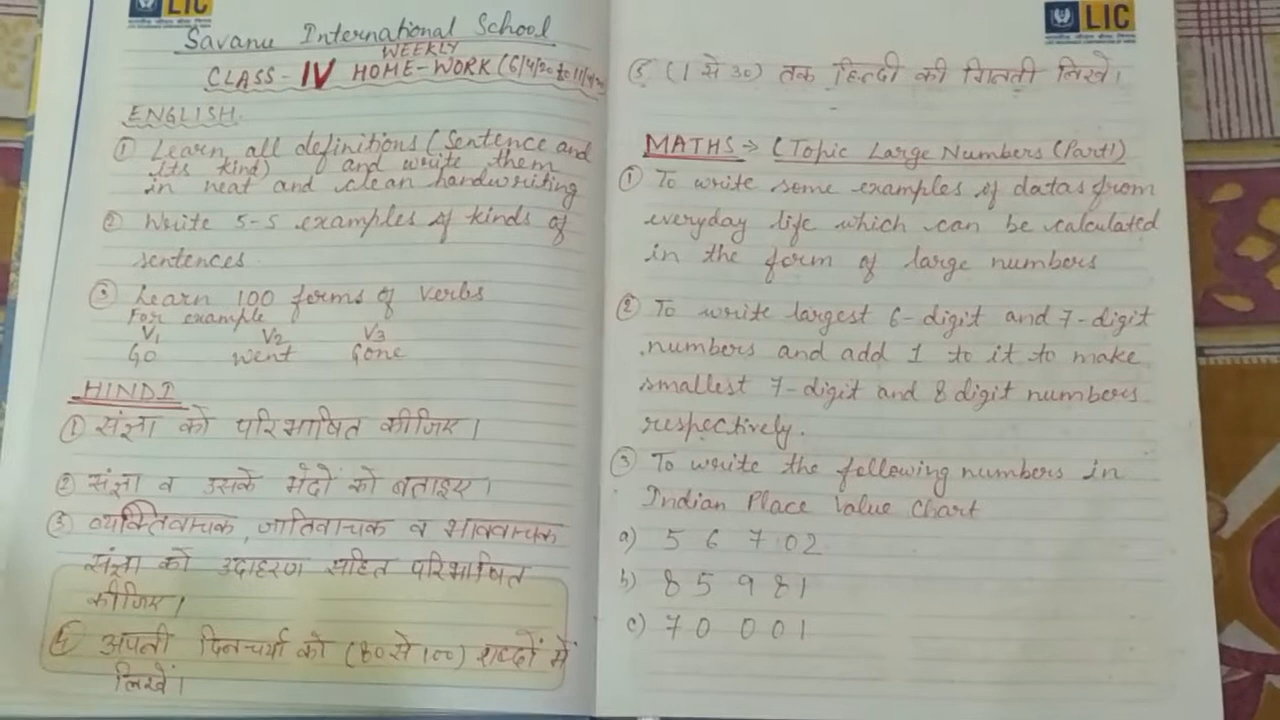 LIC
Savanu International School
WEEKLY
CLASS - IV HOME-WORK (6/4/20 to 11/4/20
ENGLISH
① Learn all definitions (Sentence and
its kind) and write them
in neat and clean handwriting
② Write 5-5 examples of kinds of
sentences
③ Learn 100 forms of verbs
For example
V1 V2 V3
Go went Gone
HINDI
① संज्ञा को परिभाषित कीजिए।
② संज्ञा व उसके भेदों को बताइए।
③ व्यक्तिवाचक, जातिवाचक व भाववाचक
संज्ञा को उदाहरण सहित परिभाषित
कीजिए।
④ अपनी दिनचर्या को (80 से 100) शब्दों में
लिखें।
LIC
5 (1 से 30) तक हिन्दी की गिनती लिखें।
MATHS → (Topic Large Numbers (Part 1)
① To write some examples of datas from
everyday life which can be calculated
in the form of large numbers
② To write largest 6-digit and 7-digit
numbers and add 1 to it to make
smallest 7-digit and 8 digit numbers
respectively.
③ To write the following numbers in
Indian Place Value Chart
a) 5 6 7 0 2
b) 8 5 9 8 1
c) 7 0 0 0 1